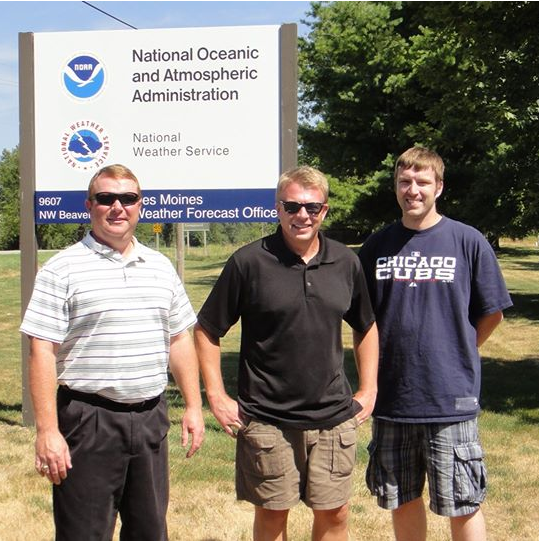 NOAA
National Oceanic
and Atmospheric
Administration
NATIONAL WEATHER SERVICE
National
Weather Service
9607
NW Beaver
es Moines
Weather Forecast Office
CHICAGO
CUBS